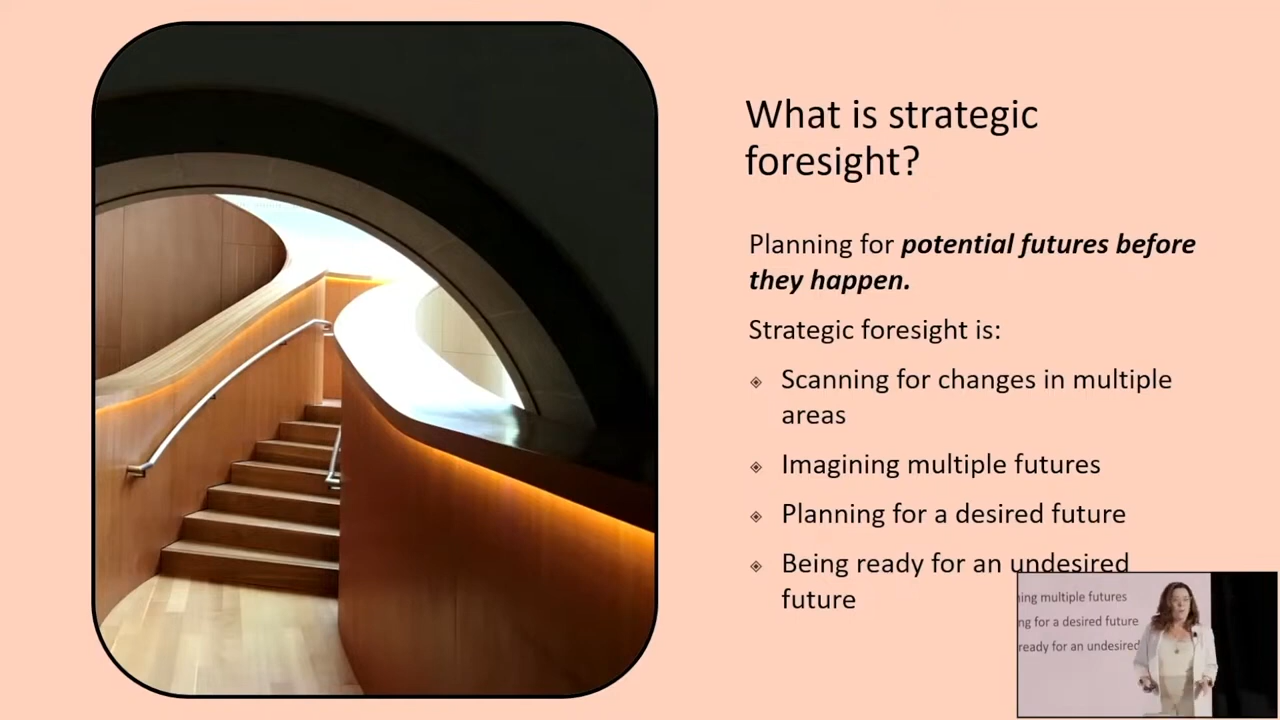 What is strategic
foresight?
Planning for potential futures before
they happen.
Strategic foresight is:
Scanning for changes in multiple
areas
Imagining multiple futures
Planning for a desired future
Being ready for an undesired
future
ing multiple futures
ng for a desired future
ready for an undesired